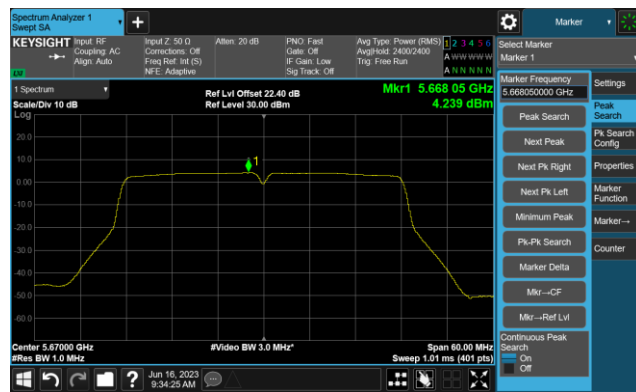 Spectrum Analyzer 1
Swept SA
Marker
KEYSIGHT
Input: RF
Coupling: AC
Align: Auto
Input Z: 50 Ω
Corrections: Off
Freq Ref: Int (S)
NFE: Adaptive
Atten: 20 dB
PNO: Fast
Gate: Off
IF Gain: Low
Sig Track: Off
Avg Type: Power (RMS)
Avg|Hold: 2400/2400
Trig: Free Run
1 2 3 4 5 6
A W W W W W
A N N N N N
Select Marker
Marker 1
LXI
1 Spectrum
Scale/Div 10 dB
Log
Ref Lvl Offset 22.40 dB
Ref Level 30.00 dBm
Mkr1 5.668 05 GHz
4.239 dBm
20.0
10.0
0.00
-10.0
-20.0
-30.0
-40.0
-50.0
-60.0
1
Center 5.67000 GHz
#Res BW 1.0 MHz
#Video BW 3.0 MHz*
Span 60.00 MHz
Sweep 1.01 ms (401 pts)
Marker Frequency
5.668050000 GHz
Peak Search
Next Peak
Next Pk Right
Next Pk Left
Minimum Peak
Pk-Pk Search
Marker Delta
Mkr→CF
Mkr→Ref Lvl
Continuous Peak
Search
On
Off
Settings
Peak
Search
Pk Search
Config
Properties
Marker
Function
Marker→
Counter
Jun 16, 2023
9:34:25 AM